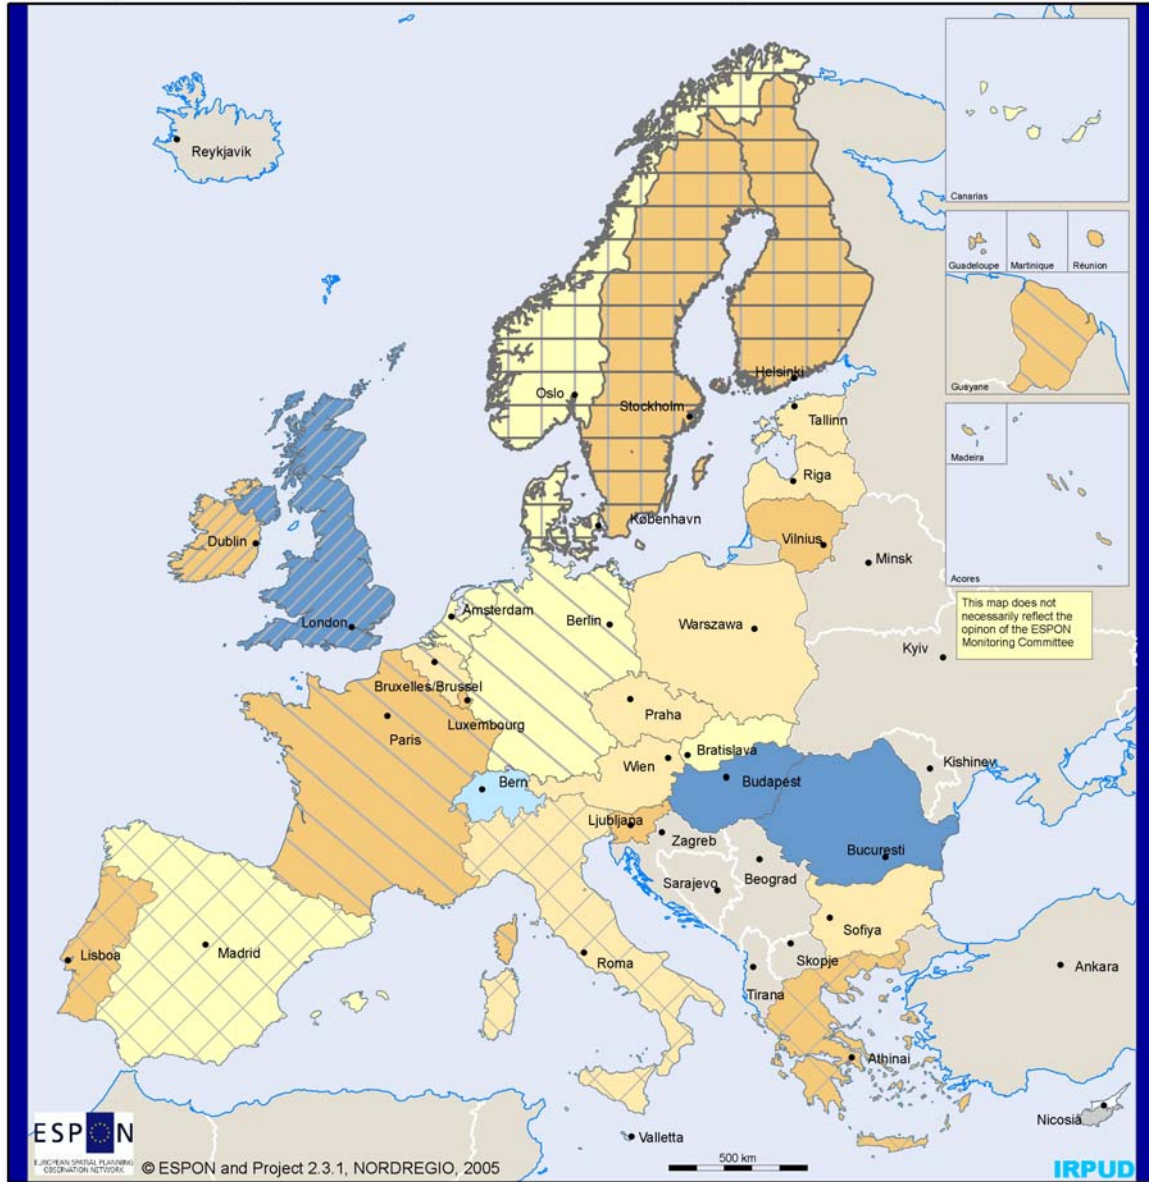 Reykjavik
Canarias
Guadeloupe
Martinique
Réunion
Guayane
Helsinki
Oslo
Stockholm
Tallinn
Madeira
Riga
København
Dublin
Vilnius
Minsk
Acores
This map does not
necessarily reflect the
opinon of the ESPON
Monitoring Committee
Amsterdam
London
Berlin
Warszawa
Kyiv
Bruxelles/Brussel
Luxembourg
Praha
Paris
Bratislava
Wien
Kishinev
Bern
Budapest
Ljubljana
Zagreb
Bucuresti
Beograd
Sarajevo
Sofiya
Madrid
Lisboa
Roma
Skopje
Ankara
Tirana
Athinai
Nicosia
Valletta
ESPON
EUROPEAN SPATIAL PLANNING
OBSERVATION NETWORK
© ESPON and Project 2.3.1, NORDREGIO, 2005
500 km
IRPUD